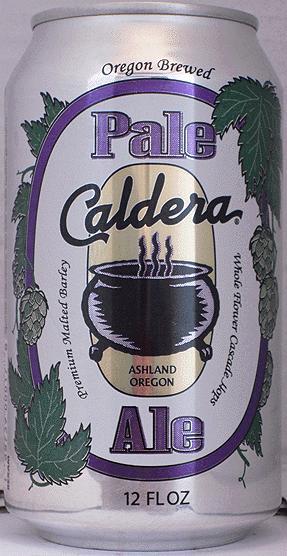 Oregon Brewed
Pale
Caldera
Premium Malted Barley
Whole Flower Cascade Hops
ASHLAND
OREGON
Ale
12 FL OZ